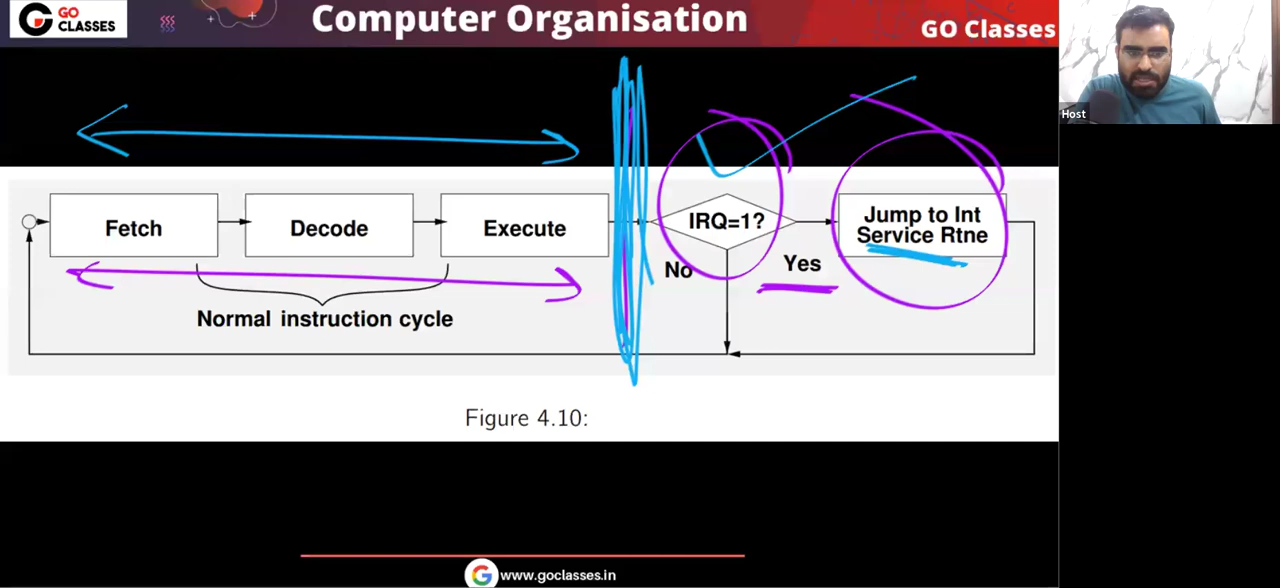 GO
CLASSES
Computer Organisation
GO Classes
Host
Fetch
Decode
Execute
IRQ=1?
Jump to Int
Service Rtne
No
Yes
Normal instruction cycle
Figure 4.10:
www.goclasses.in